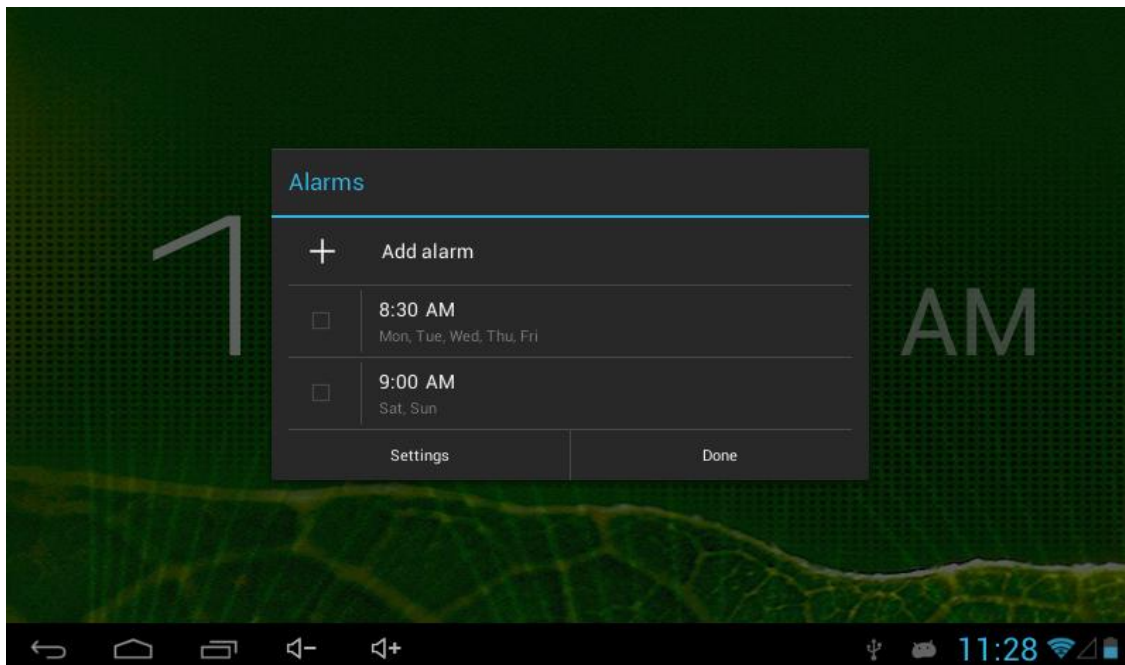 Alarms
Add alarm
8:30 AM
Mon, Tue, Wed, Thu, Fri
1
AM
9:00 AM
Sat, Sun
Settings
Done
11:28